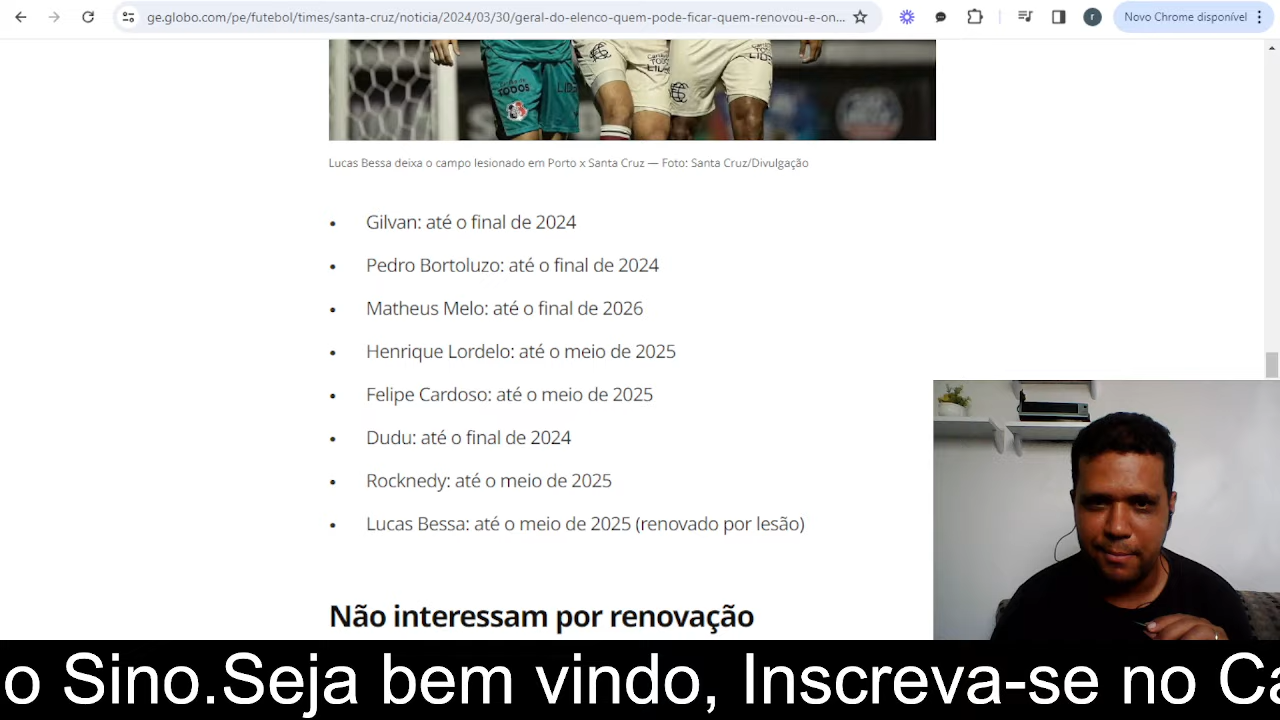 ge.globo.com/pe/futebol/times/santa-cruz/noticia/2024/03/30/geral-do-elenco-quem-pode-ficar-quem-renovou-e-on...
r
Novo Chrome disponível
TODOS
Lucas Bessa deixa o campo lesionado em Porto x Santa Cruz — Foto: Santa Cruz/Divulgação
• Gilvan: até o final de 2024
• Pedro Bortoluzo: até o final de 2024
• Matheus Melo: até o final de 2026
• Henrique Lordelo: até o meio de 2025
• Felipe Cardoso: até o meio de 2025
• Dudu: até o final de 2024
• Rocknedy: até o meio de 2025
• Lucas Bessa: até o meio de 2025 (renovado por lesão)
Não interessam por renovação
o Sino.Seja bem vindo, Inscreva-se no Ca